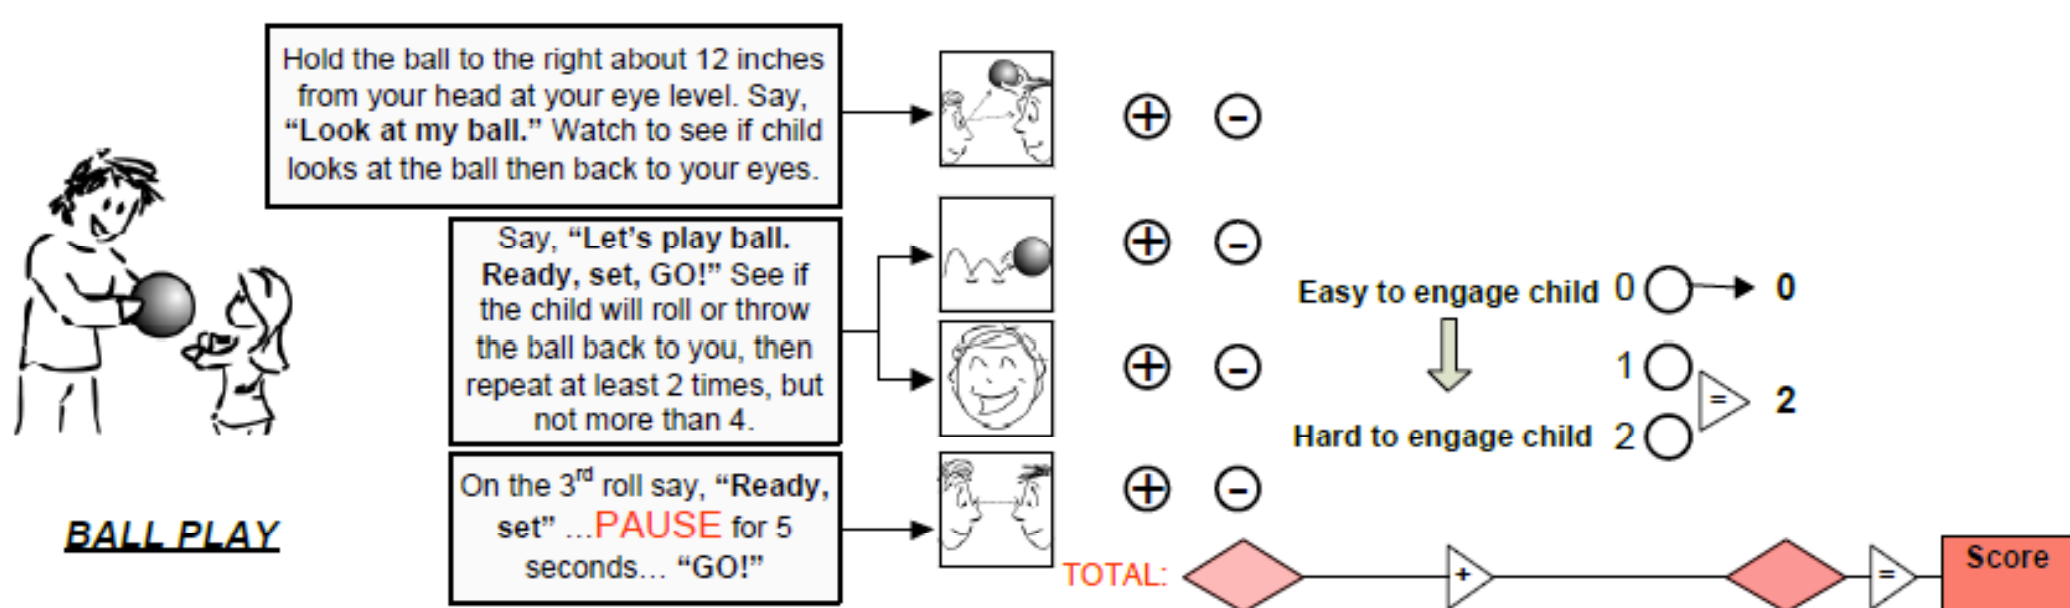 Hold the ball to the right about 12 inches
from your head at your eye level. Say,
“Look at my ball.” Watch to see if child
looks at the ball then back to your eyes.
+ -
Say, “Let’s play ball.
Ready, set, GO!” See if
the child will roll or throw
the ball back to you, then
repeat at least 2 times, but
not more than 4.
+ -
+ -
Easy to engage child 0 0
1
= 2
Hard to engage child 2
On the 3rd roll say, “Ready,
set” ...PAUSE for 5
seconds... “GO!”
+ -
BALL PLAY
TOTAL: + = Score